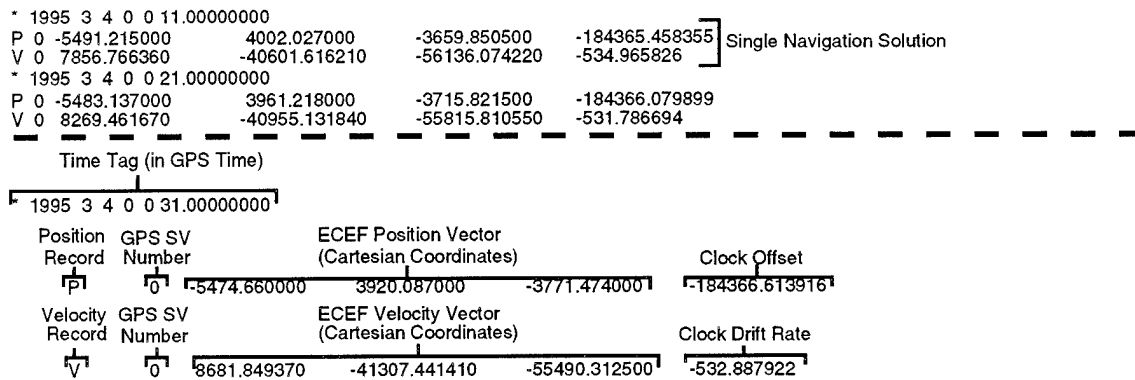 * 1995 3 4 0 0 11.00000000
P 0 -5491.215000 4002.027000 -3659.850500 -184365.458355
V 0 7856.766360 -40601.616210 -56136.074220 -534.965826
Single Navigation Solution
* 1995 3 4 0 0 21.00000000
P 0 -5483.137000 3961.218000 -3715.821500 -184366.079899
V 0 8269.461670 -40955.131840 -55815.810550 -531.786694
Time Tag (in GPS Time)
* 1995 3 4 0 0 31.00000000
Position Record GPS SV Number ECEF Position Vector (Cartesian Coordinates) Clock Offset
P 0 -5474.660000 3920.087000 -3771.474000 -184366.613916
Velocity Record GPS SV Number ECEF Velocity Vector (Cartesian Coordinates) Clock Drift Rate
V 0 8681.849370 -41307.441410 -55490.312500 -532.887922